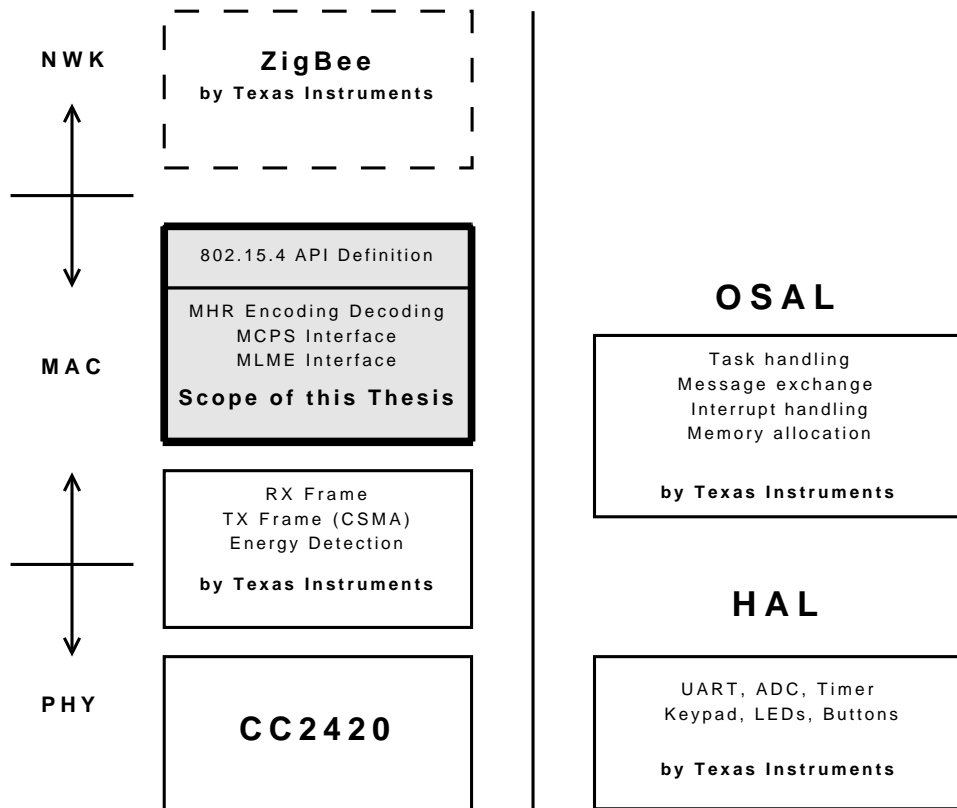 NWK
ZigBee
by Texas Instruments
802.15.4 API Definition
MHR Encoding Decoding
MCPS Interface
MLME Interface
Scope of this Thesis
MAC
RX Frame
TX Frame (CSMA)
Energy Detection
by Texas Instruments
PHY
CC2420
OSAL
Task handling
Message exchange
Interrupt handling
Memory allocation
by Texas Instruments
HAL
UART, ADC, Timer
Keypad, LEDs, Buttons
by Texas Instruments